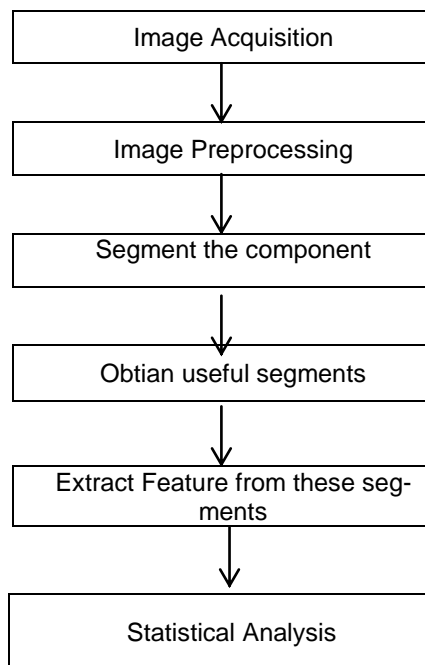 Image Acquisition
Image Preprocessing
Segment the component
Obtian useful segments
Extract Feature from these seg-
ments
Statistical Analysis